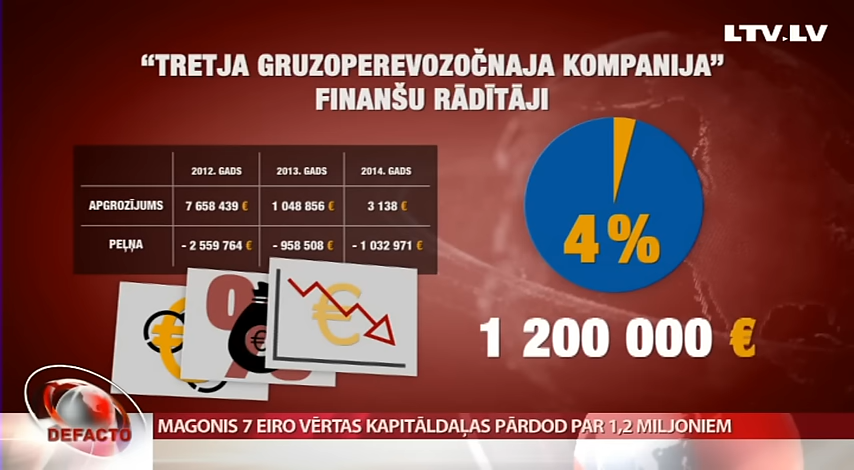 LTV.LV
“TRETJA GRUZOPEREVOZOČNAJA KOMPANIJA”
FINANŠU RĀDĪTĀJI
2012. GADS 2013. GADS 2014. GADS
APGROZĪJUMS 7 658 439 € 1 048 856 € 3 138 €
PEĻŅA - 2 559 764 € - 958 508 € - 1 032 971 €
4%
€ % € €
1 200 000 €
DEFACTO
MAGONIS 7 EIRO VĒRTAS KAPITĀLDAĻAS PĀRDOD PAR 1,2 MILJONIEM